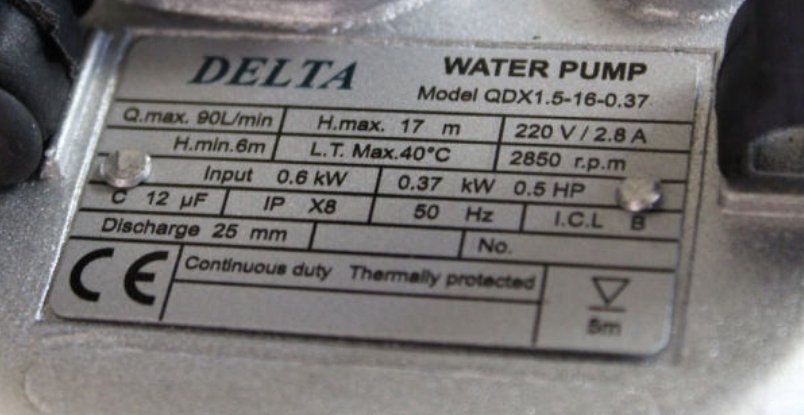 DELTA WATER PUMP
Model QDX1.5-16-0.37
Q.max. 90L/min H.max. 17 m 220 V / 2.8 A
H.min.6m L.T. Max.40°C 2850 r.p.m
Input 0.6 kW 0.37 kW 0.5 HP
C 12 µF IP X8 50 Hz I.C.L B
Discharge 25 mm No.
CE Continuous duty Thermally protected
5m